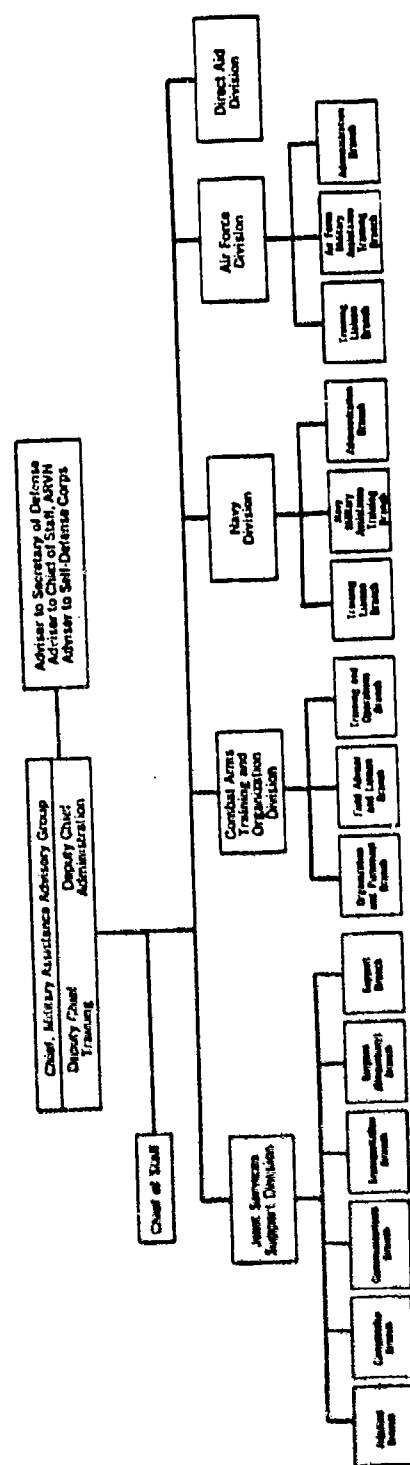 Chief, Military Assistance Advisory Group
Deputy Chief
Training
Deputy Chief
Administration
Adviser to Secretary of Defense
Adviser to Chief of Staff, ARVN
Adviser to Self-Defense Corps
Chief of Staff
Joint Services
Support Division
Combat Arms
Training and
Organization
Division
Navy
Division
Air Force
Division
Direct Aid
Division
Branch
Branch
Communications
Branch
Transportation
Branch
Branch
Support
Branch
Organization
and Personnel
Branch
Field Adviser
and Liaison
Branch
Training and
Operations
Branch
Training
Liaison
Branch
Navy
Military
Assistance
Training
Branch
Administration
Branch
Training
Liaison
Branch
Air Force
Military
Assistance
Training
Branch
Administration
Branch